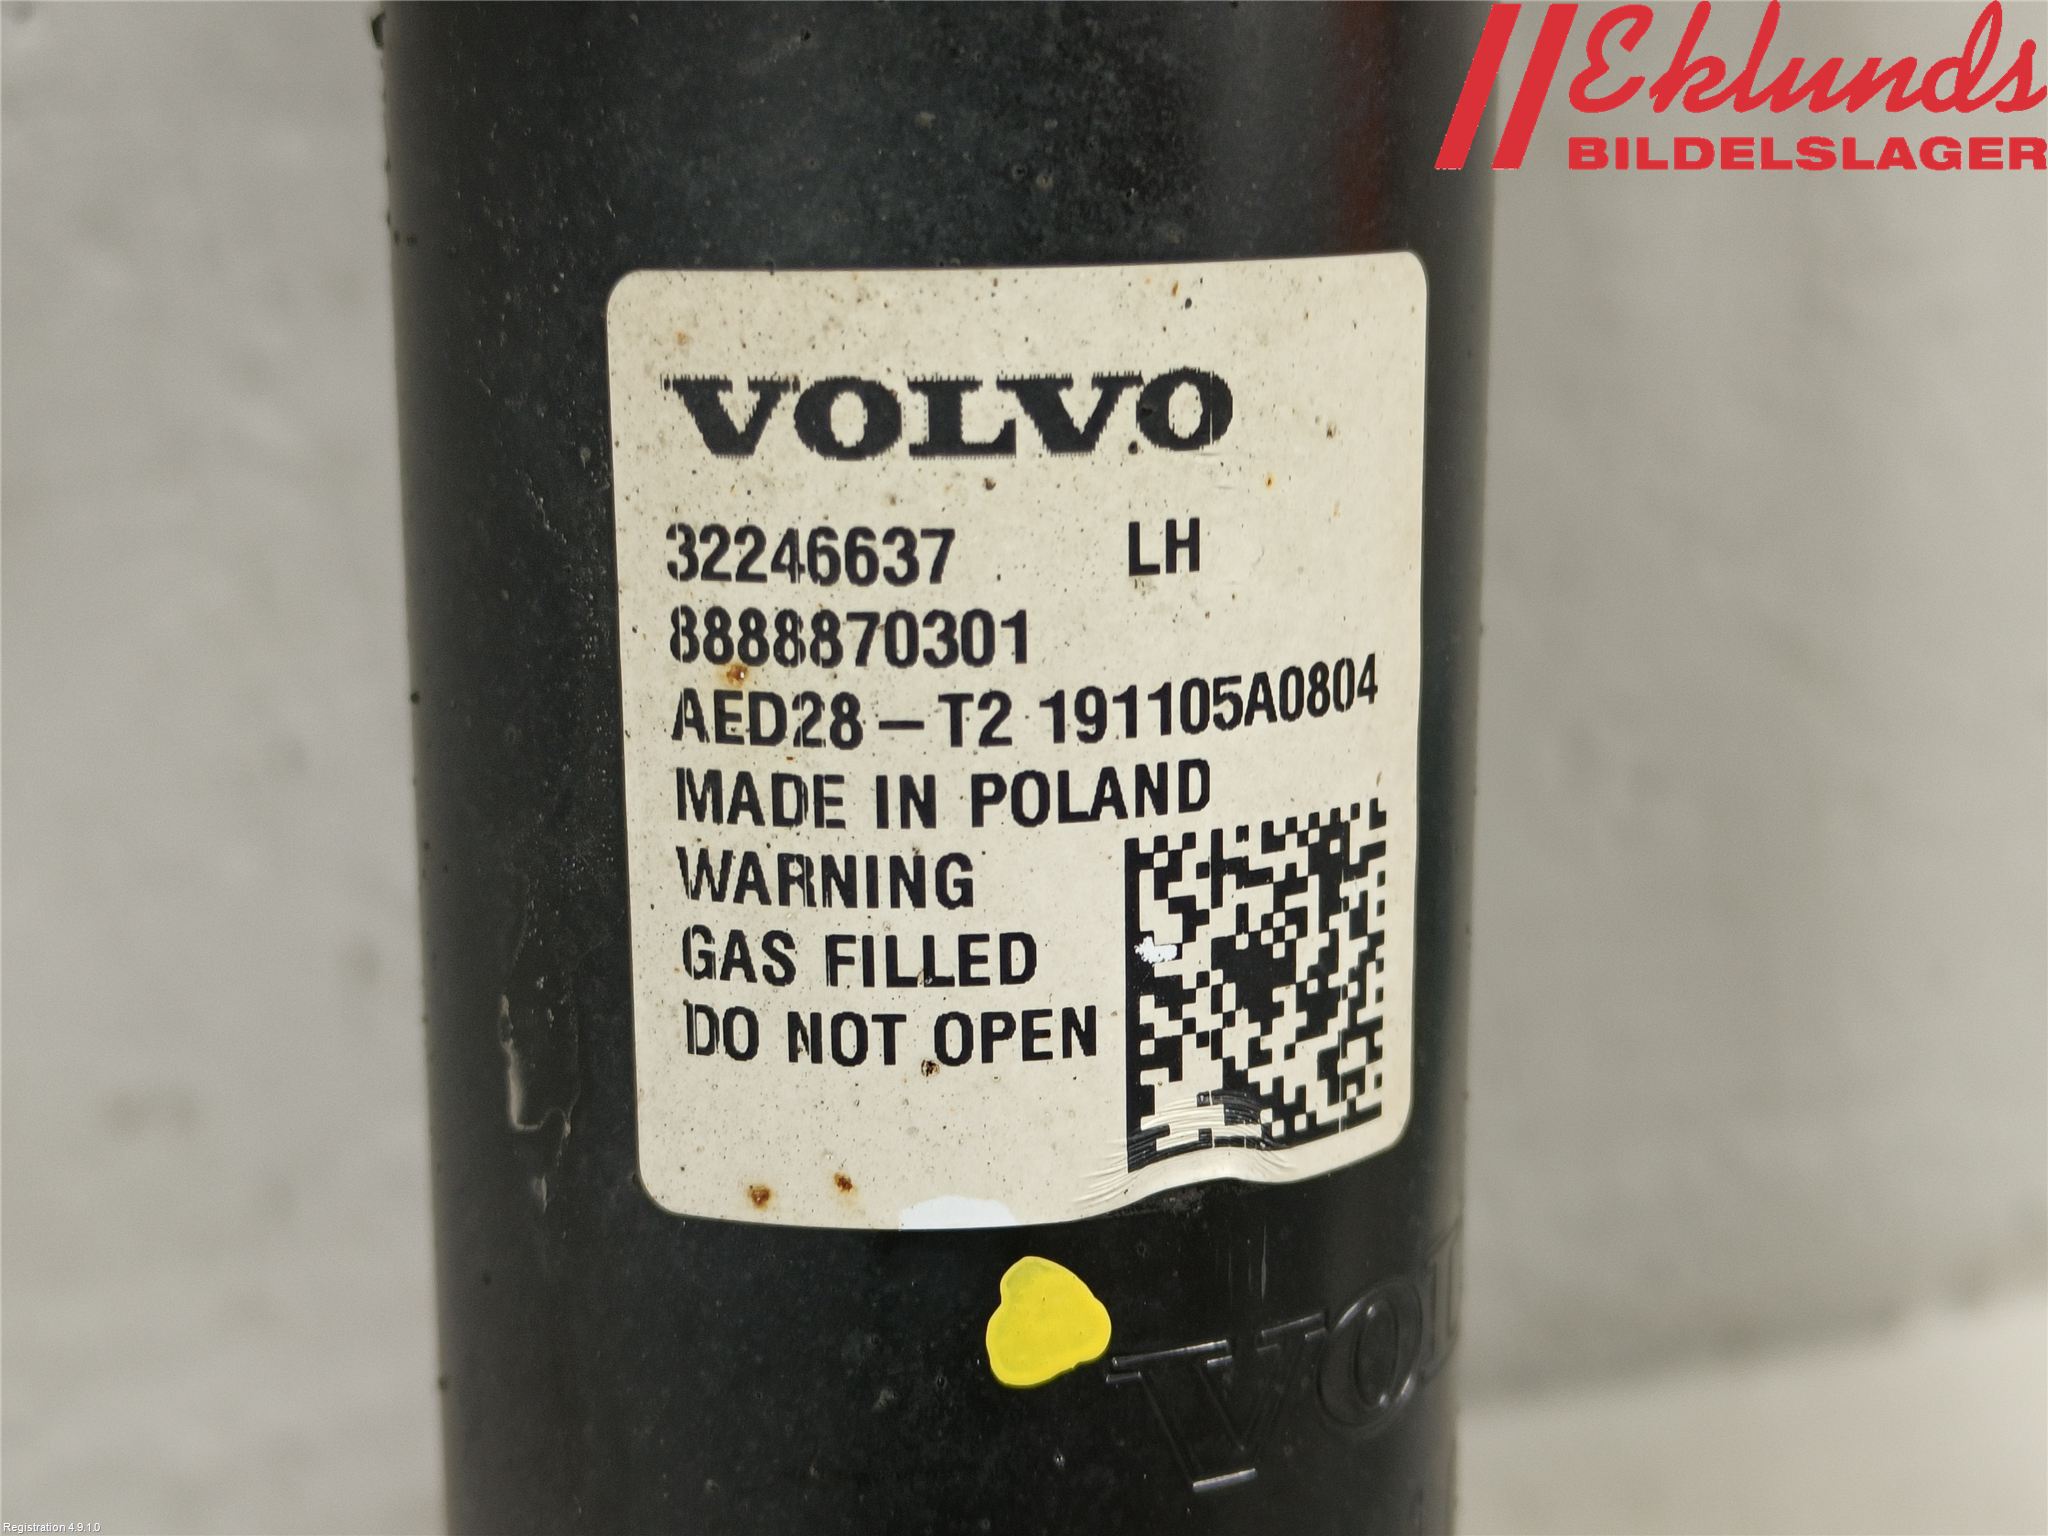 Eklunds
BILDELSLAGER
VOLVO
32246637 LH
8888870301
AED28-T2 191105A0804
MADE IN POLAND
WARNING
GAS FILLED
DO NOT OPEN
VOL
Registration 4.9.1.0